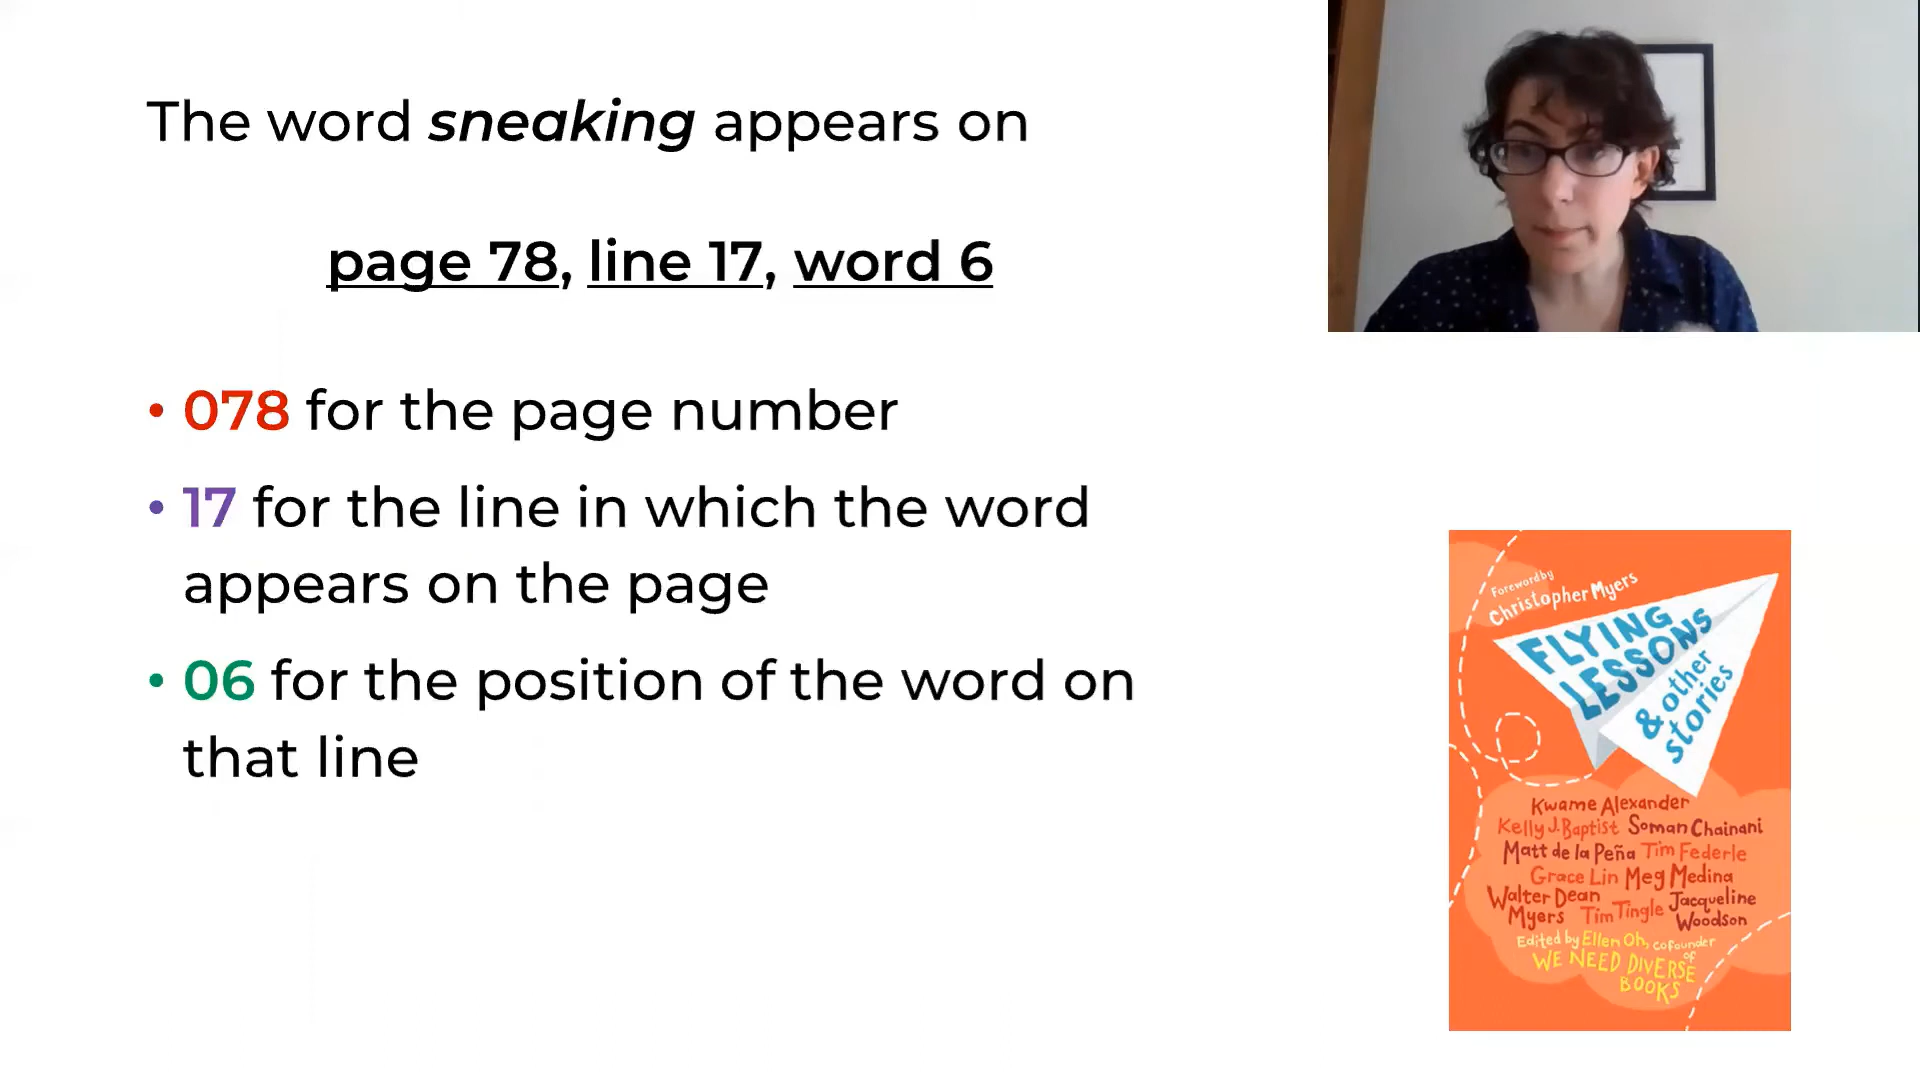 The word sneaking appears on
page 78, line 17, word 6
• 078 for the page number
• 17 for the line in which the word
appears on the page
• 06 for the position of the word on
that line
Foreword by
Christopher Myers
FLYING
LESSONS
& other
stories
Kwame Alexander
Kelly J. Baptist Soman Chainani
Matt de la Peña Tim Federle
Grace Lin Meg Medina
Walter Dean Jacqueline
Myers Tim Tingle Woodson
Edited by Ellen Oh, cofounder
of
WE NEED DIVERSE
BOOKS